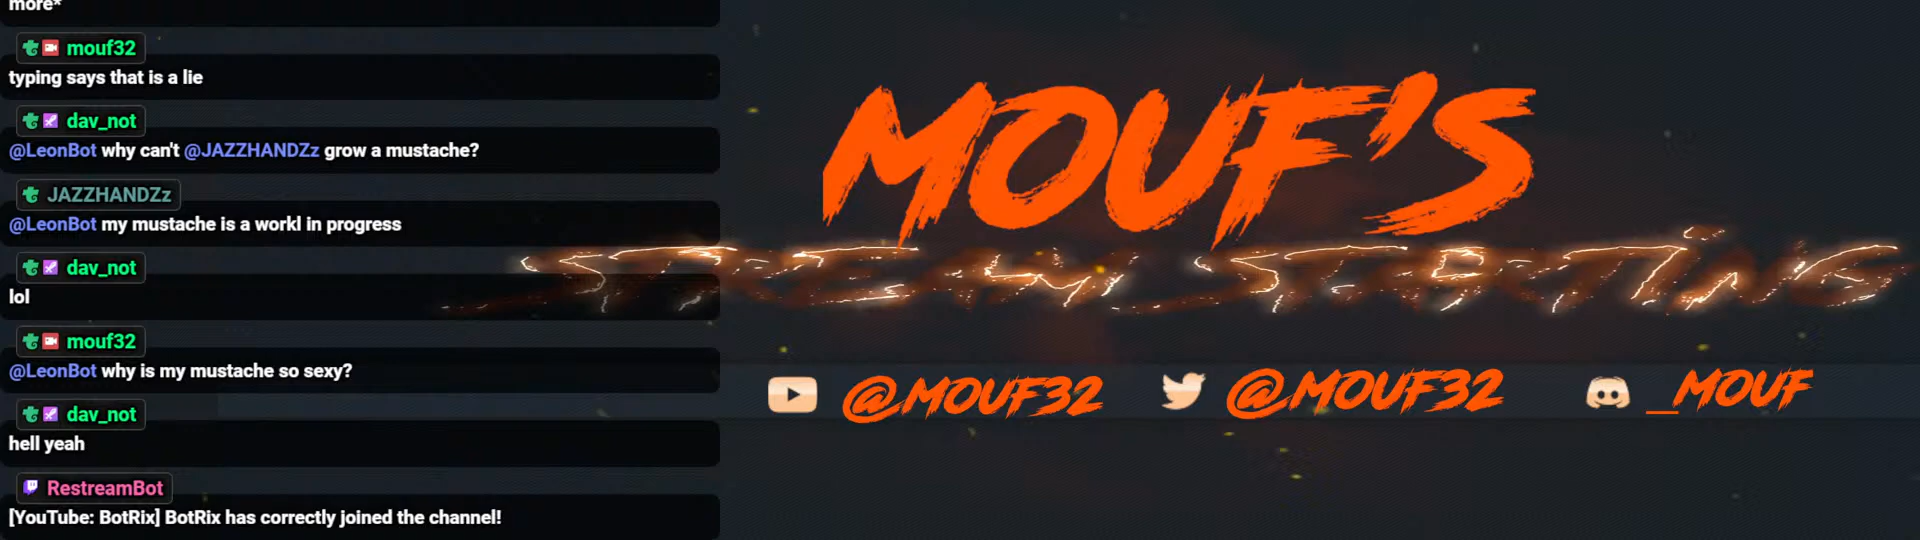 more*
mouf32
typing says that is a lie
dav_not
@LeonBot why can't @JAZZHANDZz grow a mustache?
JAZZHANDZz
@LeonBot my mustache is a workl in progress
dav_not
lol
mouf32
@LeonBot why is my mustache so sexy?
dav_not
hell yeah
RestreamBot
[YouTube: BotRix] BotRix has correctly joined the channel!
MOUF'S
STREAM STARTING
@MOUF32
@MOUF32
_MOUF